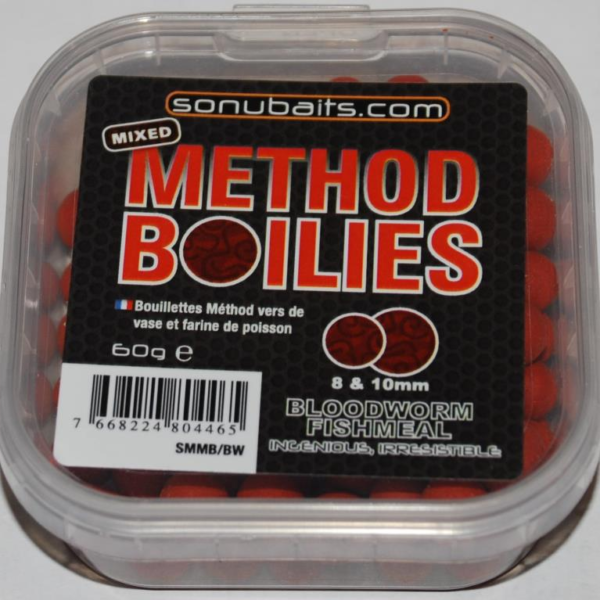 sonubaits.com
MIXED
METHOD
BOILIES
Bouillettes Méthod vers de
vase et farine de poisson
60g e
8 & 10mm
BLOODWORM
FISHMEAL
INGENIOUS, IRRESISTIBLE
7 668224 804465
SMMB/BW